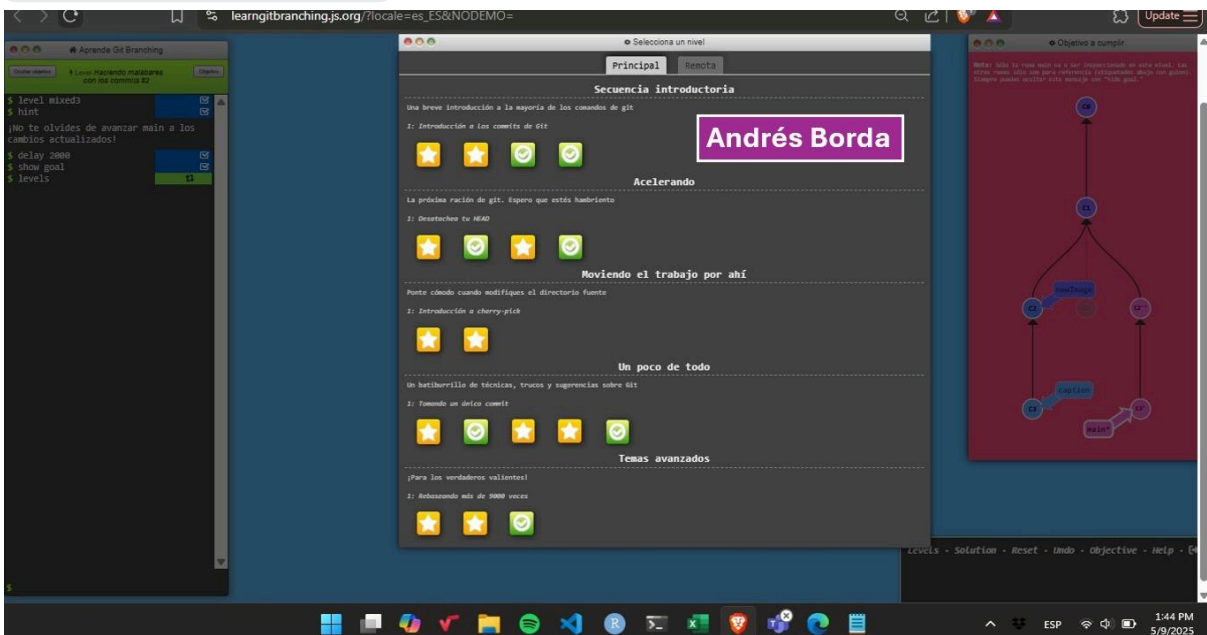 learngitbranching.js.org/?locale=es_ES&NODEMO=
Update
Aprende Git Branching
Selecciona un nivel
Objetivo a cumplir
Objetivo
Level Haciendo malabares
con los commits #2
$ level mixed3
$ hint
¡No te olvides de avanzar main a los
cambios actualizados!
$ delay 2000
$ show goal
$ levels
$
Principal
Remota
Secuencia introductoria
Una breve introducción a la mayoría de los comandos de git
1: Introducción a los commits de Git
Andrés Borda
Acelerando
La próxima ración de git. Espero que estés hambriento
1: Desatachea tu HEAD
Moviendo el trabajo por ahí
Ponte cómodo cuando modifiques el directorio fuente
1: Introducción a cherry-pick
Un poco de todo
Un batiburrillo de técnicas, trucos y sugerencias sobre Git
1: Tomando un único commit
Temas avanzados
¡Para los verdaderos valientes!
1: Rebaseando más de 9000 veces
C0
C1
newImage
C2
caption
C3
main*
Levels - Solution - Reset - Undo - Objective - Help -
ESP
1:44 PM
5/9/2025